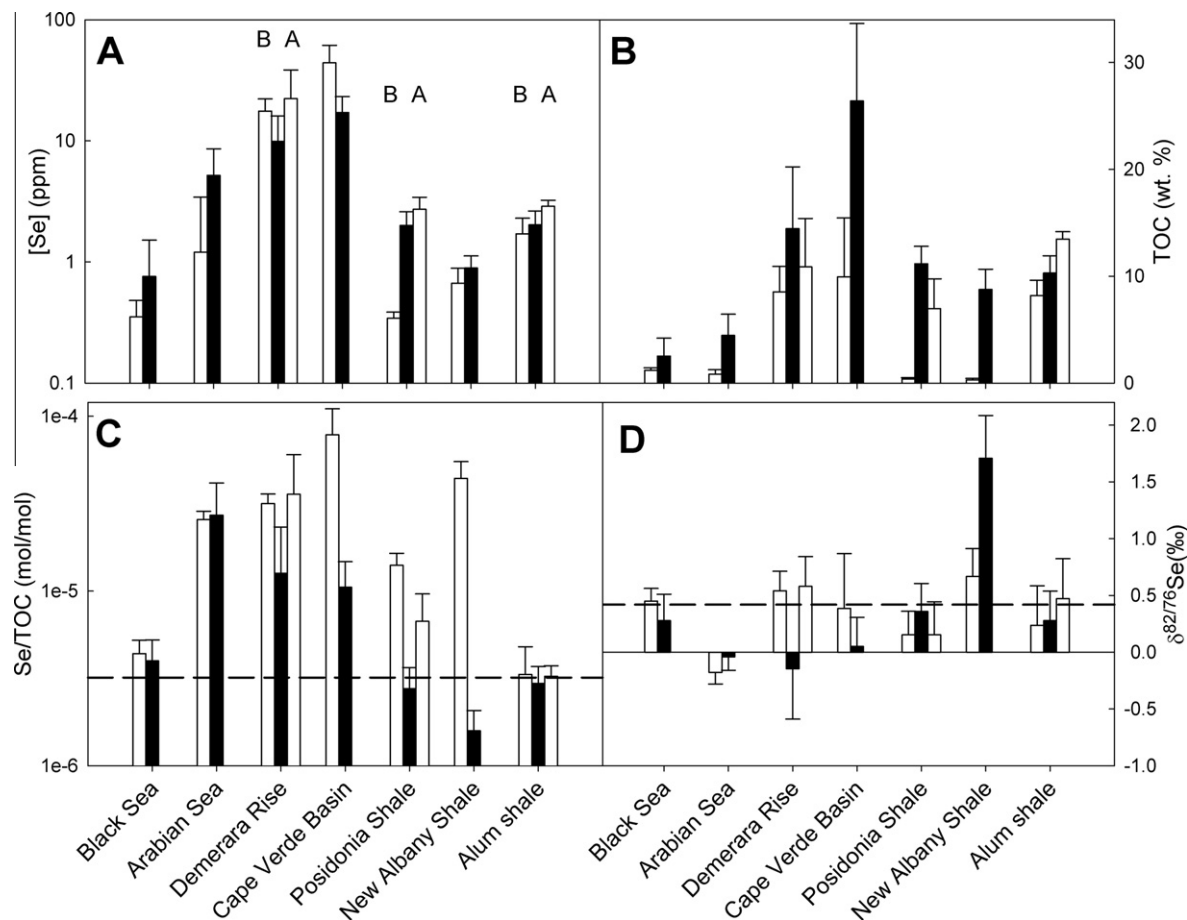 A
B A
B A
B A
100
10
1
0.1
[Se] (ppm)
B
30
20
10
0
TOC (wt. %)
C
1e-4
1e-5
1e-6
Se/TOC (mol/mol)
D
2.0
1.5
1.0
0.5
0.0
-0.5
-1.0
δ82/76Se(‰)
Black Sea
Arabian Sea
Demerara Rise
Cape Verde Basin
Posidonia Shale
New Albany Shale
Alum shale
Black Sea
Arabian Sea
Demerara Rise
Cape Verde Basin
Posidonia Shale
New Albany Shale
Alum shale